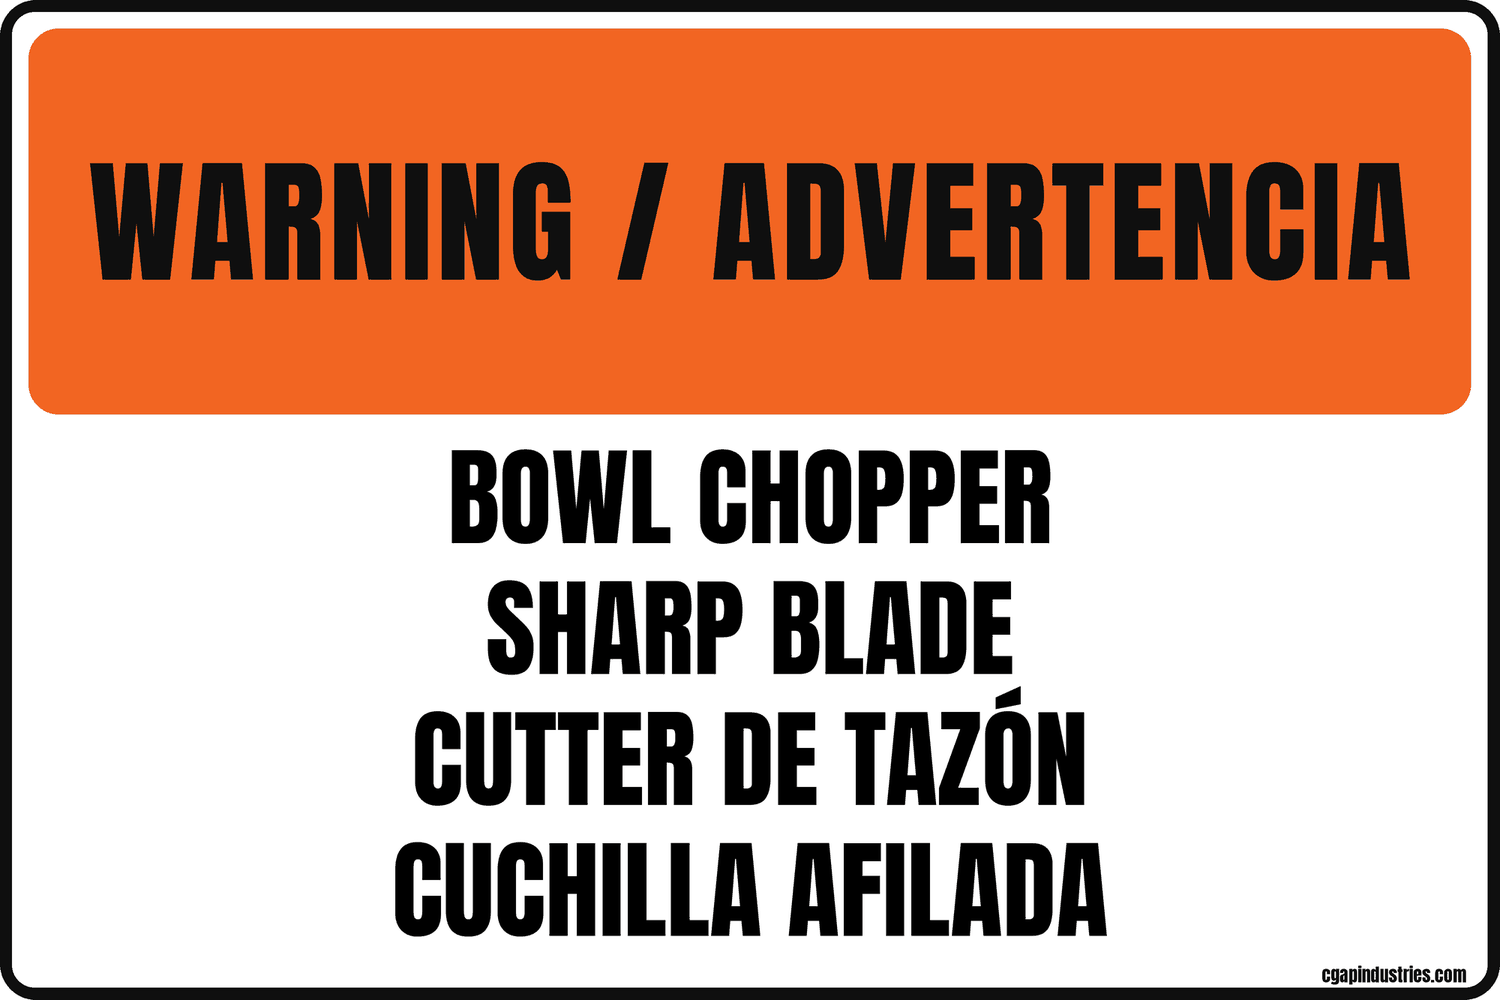 WARNING / ADVERTENCIA
BOWL CHOPPER
SHARP BLADE
CUTTER DE TAZÓN
CUCHILLA AFILADA
cgapindustries.com